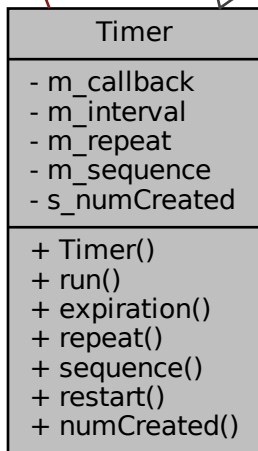 Timer
- m_callback
- m_interval
- m_repeat
- m_sequence
- s_numCreated
+ Timer()
+ run()
+ expiration()
+ repeat()
+ sequence()
+ restart()
+ numCreated()